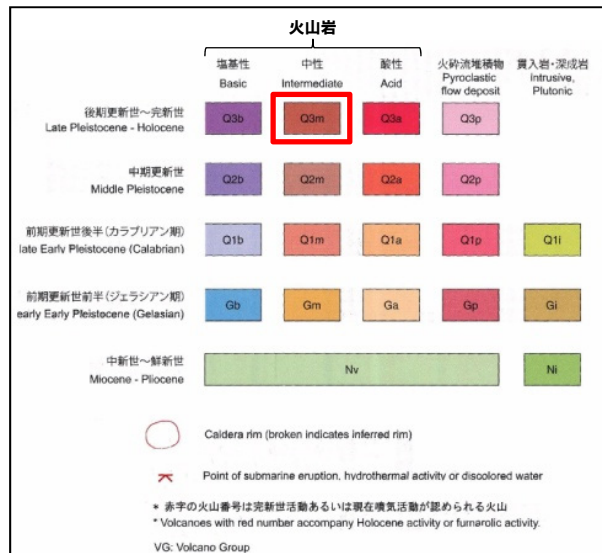 火山岩
塩基性 中性 酸性 火砕流堆積物 貫入岩・深成岩
Basic Intermediate Acid Pyroclastic flow deposit Intrusive, Plutonic
後期更新世~完新世
Late Pleistocene - Holocene
Q3b Q3m Q3a Q3p
中期更新世
Middle Pleistocene
Q2b Q2m Q2a Q2p
前期更新世後半(カラブリアン期)
late Early Pleistocene (Calabrian)
Q1b Q1m Q1a Q1p Q1i
前期更新世前半(ジェラシアン期)
early Early Pleistocene (Gelasian)
Gb Gm Ga Gp Gi
中新世~鮮新世
Miocene - Pliocene
Nv Ni
Caldera rim (broken indicates inferred rim)
Point of submarine eruption, hydrothermal activity or discolored water
* 赤字の火山番号は完新世活動あるいは現在噴気活動が認められる火山
* Volcanoes with red number accompany Holocene activity or fumarolic activity.
VG: Volcano Group